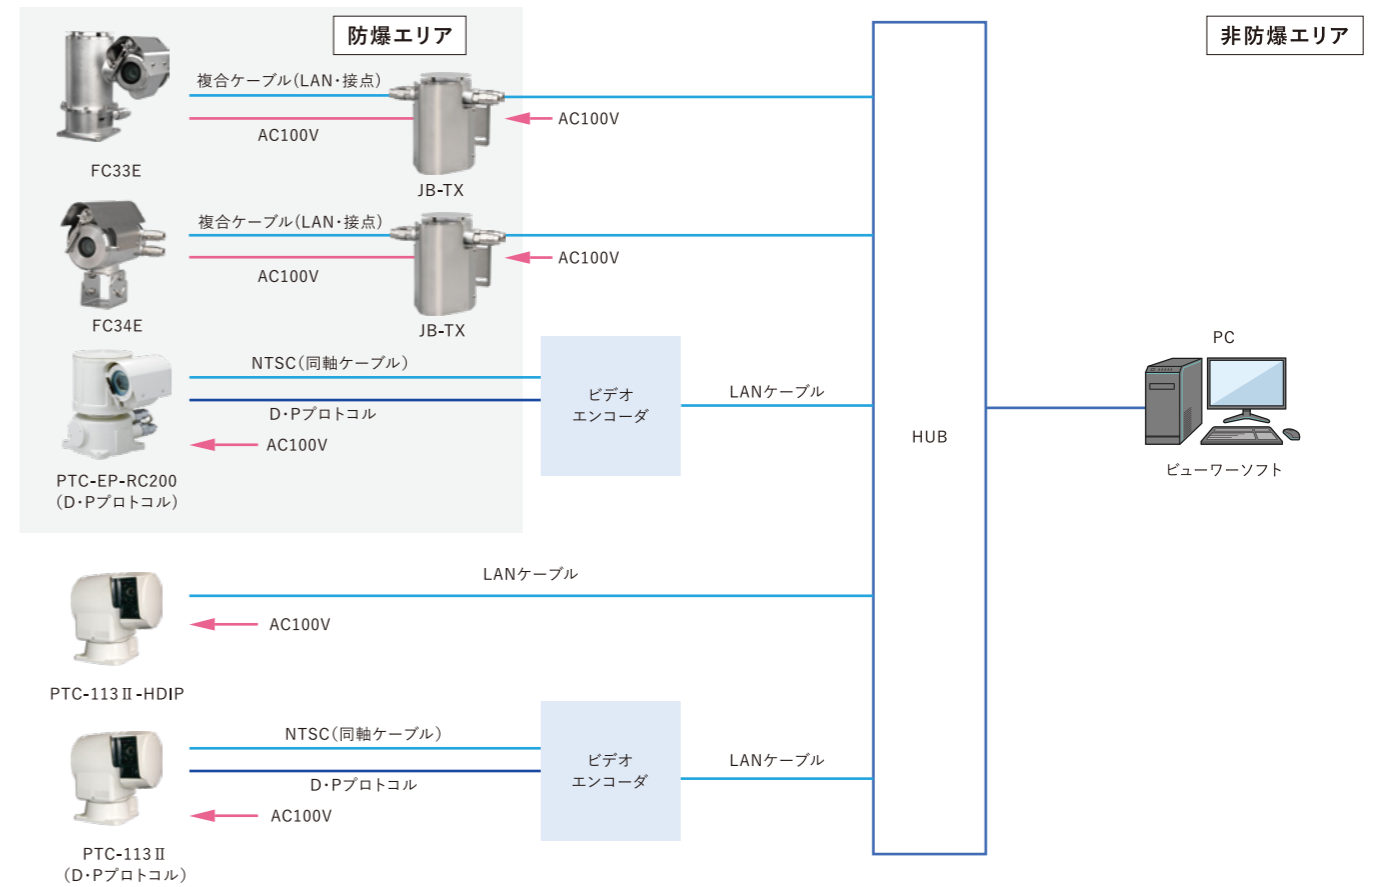 防爆エリア
非防爆エリア
複合ケーブル(LAN・接点)
AC100V
AC100V
FC33E
JB-TX
複合ケーブル(LAN・接点)
AC100V
AC100V
FC34E
JB-TX
NTSC(同軸ケーブル)
D・Pプロトコル
AC100V
PTC-EP-RC200
(D・Pプロトコル)
ビデオ
エンコーダ
LANケーブル
HUB
PC
ビューワーソフト
LANケーブル
AC100V
PTC-113Ⅱ-HDIP
NTSC(同軸ケーブル)
D・Pプロトコル
AC100V
PTC-113Ⅱ
(D・Pプロトコル)
ビデオ
エンコーダ
LANケーブル